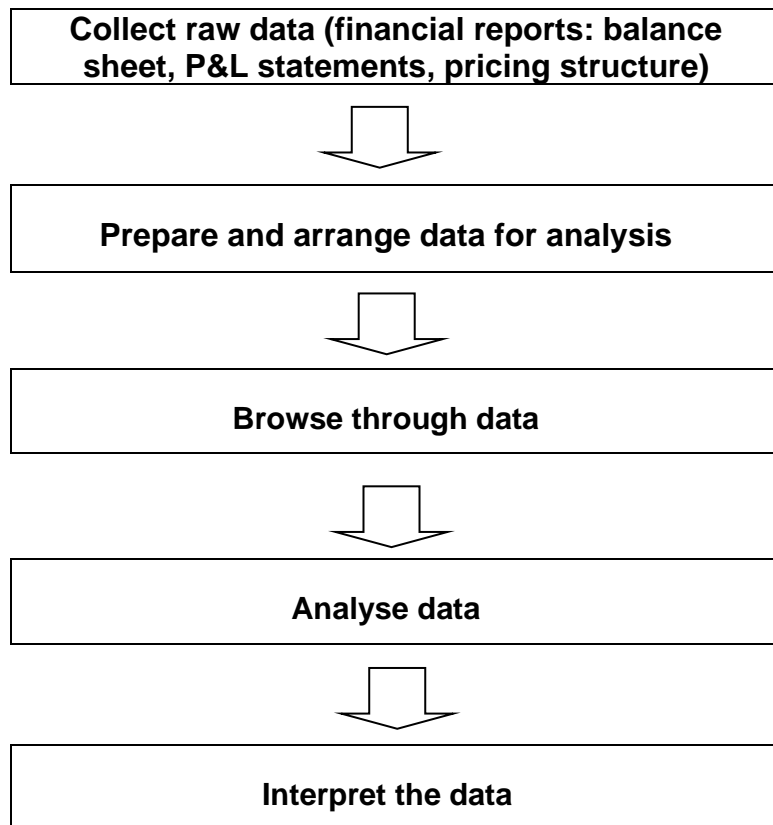 Collect raw data (financial reports: balance
sheet, P&L statements, pricing structure)
Prepare and arrange data for analysis
Browse through data
Analyse data
Interpret the data